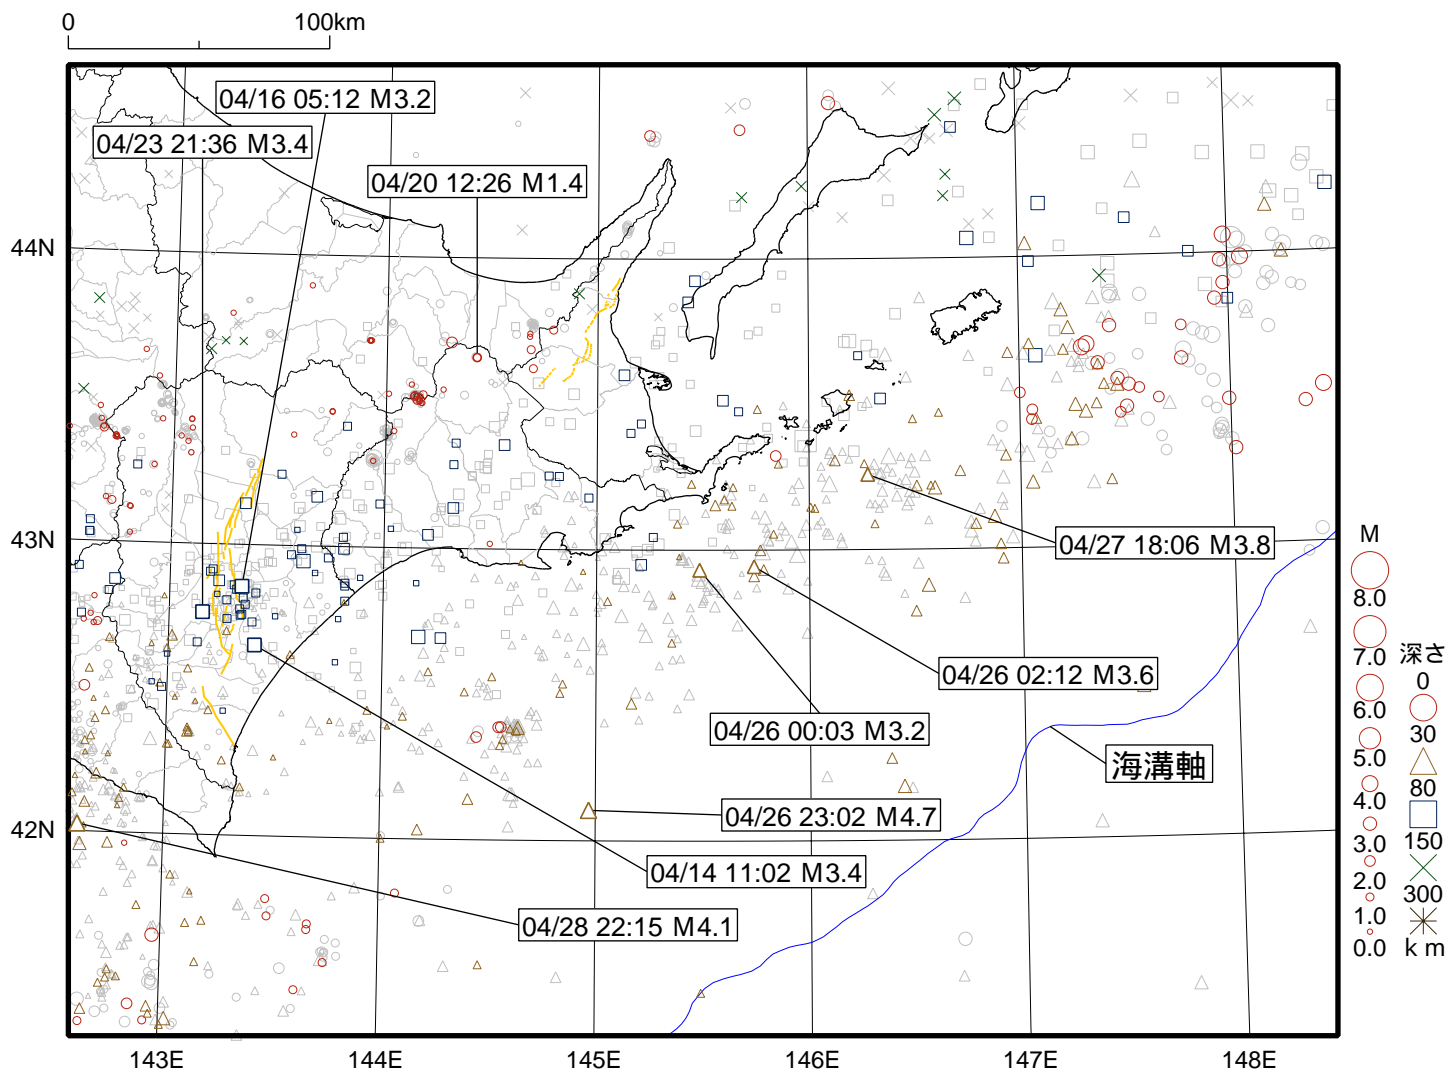 0 100km
04/16 05:12 M3.2
04/23 21:36 M3.4
04/20 12:26 M1.4
44N
43N
42N
04/27 18:06 M3.8
04/26 02:12 M3.6
04/26 00:03 M3.2
海溝軸
04/26 23:02 M4.7
04/14 11:02 M3.4
04/28 22:15 M4.1
143E 144E 145E 146E 147E 148E
M
8.0
7.0
6.0
5.0
4.0
3.0
2.0
1.0
0.0
深さ
0
30
80
150
300
km